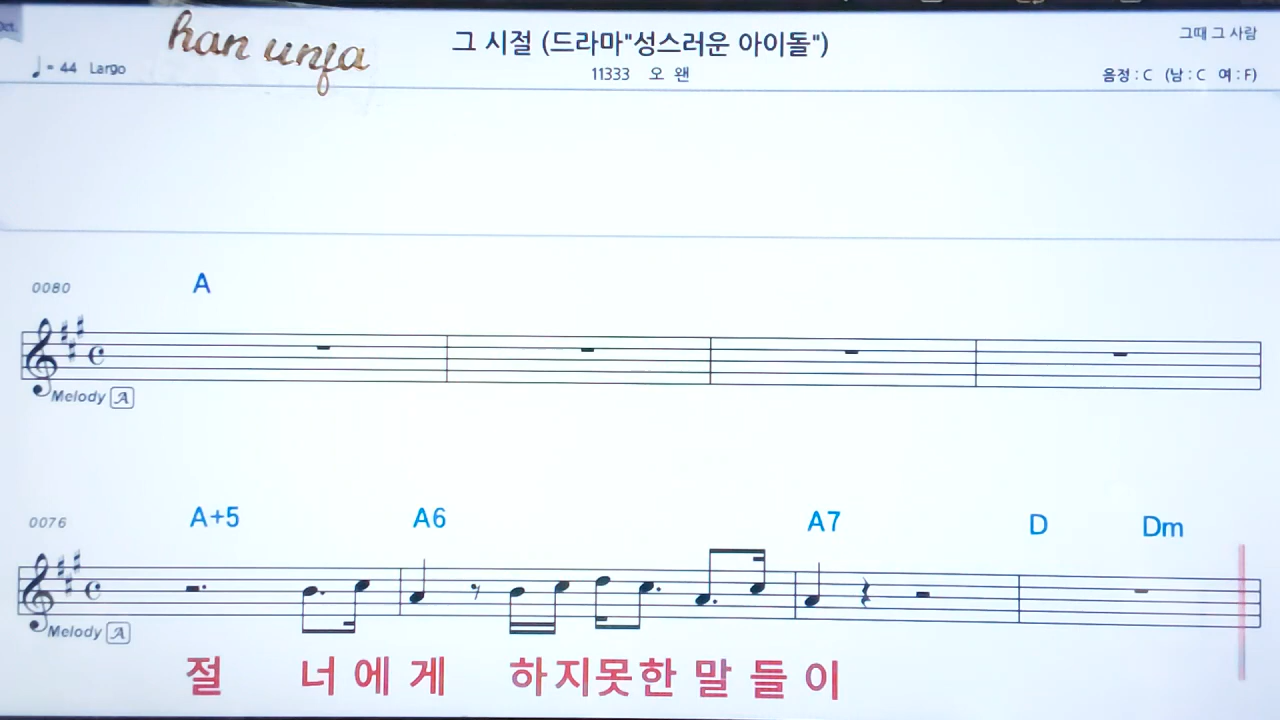 Oct.
han unja
그 시절 (드라마"성스러운 아이돌")
그때 그 사람
♩= 44 Largo
11333 오 왠
음정 : C (남 : C 여 : F)
0080 A
Melody A
0076 A+5 A6 A7 D Dm
Melody A
절 너 에 게 하지못한 말 들 이